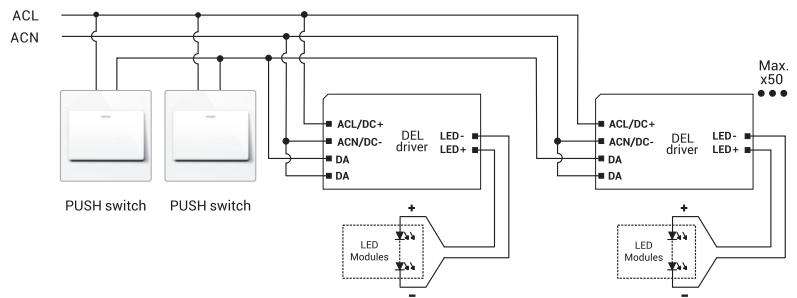 ACL
ACN
Max.
x50
ACL/DC+
ACN/DC-
DA
DA
DEL
driver
LED-
LED+
ACL/DC+
ACN/DC-
DA
DA
DEL
driver
LED-
LED+
PUSH switch
PUSH switch
+
LED
Modules
-
+
LED
Modules
-